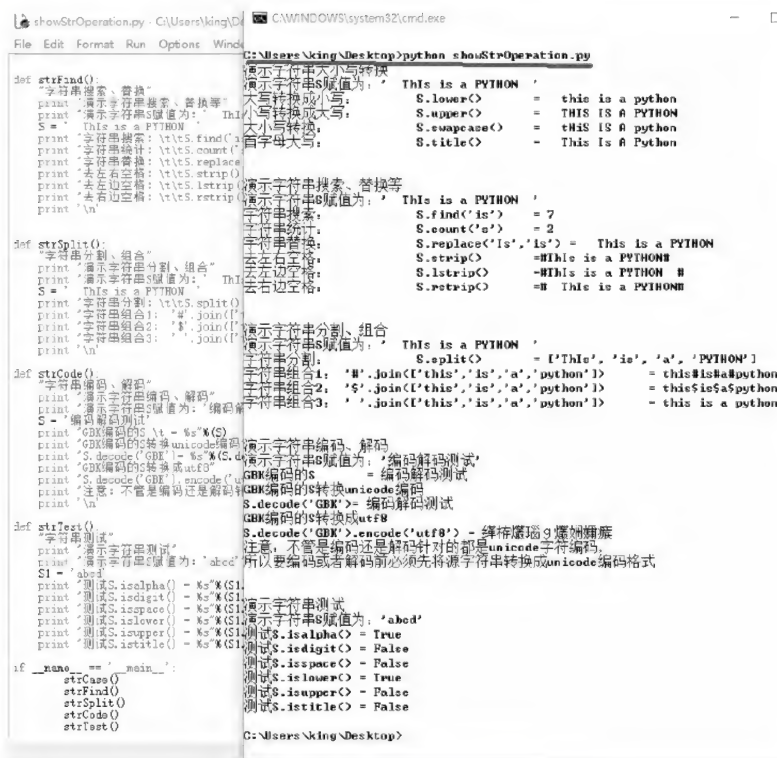 showStrOperation.py - C:\Users\king\D
File Edit Format Run Options Windo
def strFind():
"字符串搜索、替换"
print '演示字符串搜索、替换等'
print "演示字符串S赋值为：' ThI
S = ' ThIs is a PYTHON '
print '字符串搜索：\t\tS.find('i
print '字符串统计：\t\tS.count('
print '字符串替换：\t\tS.replace
print '去左右空格：\t\tS.strip()
print '去左边空格：\t\tS.lstrip(
print '去右边空格：\t\tS.rstrip(
print '\n'
def strSplit():
"字符串分割、组合"
print '演示字符串分割、组合"
print "演示字符串S赋值为：' ThI
S = ' ThIs is a PYTHON '
print '字符串分割：\t\tS.split()
print "字符串组合1： '#'.join(['
print "字符串组合2： '$'.join(['
print "字符串组合3： ' '.join(['
print '\n'
def strCode():
"字符串编码、解码"
print '演示字符串编码、解码"
print "演示字符串S赋值为：'编码解
S = '编码解码测试'
print 'GBK编码的S \t = %s"%(S)
print 'GBK编码的S转换unicode编码
print "S.decode('GBK')= %s"%(S.de
print 'GBK编码的S转换成utf8"
print "S.decode('GBK').encode('u
print '注意：不管是编码还是解码针
print '\n'
def strTest():
"字符串测试"
print '演示字符串测试"
print "演示字符串S赋值为：'abcd'
S1 = 'abcd'
print '测试S.isalpha() = %s"%(S1.
print '测试S.isdigit() = %s"%(S1.
print '测试S.isspace() = %s"%(S1.
print '测试S.islower() = %s"%(S1.
print '测试S.isupper() = %s"%(S1.
print '测试S.istitle() = %s"%(S1.
if __name__ == '__main__':
strCase()
strFind()
strSplit()
strCode()
strTest()
C:\WINDOWS\system32\cmd.exe
C:\Users\king\Desktop>python showStrOperation.py
演示字符串大小写转换
演示字符串S赋值为：' ThIs is a PYTHON '
大写转换成小写： S.lower() = this is a python
小写转换成大写： S.upper() = THIS IS A PYTHON
大小写转换： S.swapcase() = tHiS IS A python
首字母大写： S.title() = This Is A Python
演示字符串搜索、替换等
演示字符串S赋值为：' ThIs is a PYTHON '
字符串搜索： S.find('is') = 7
字符串统计： S.count('s') = 2
字符串替换： S.replace('Is','is') = This is a PYTHON
去左右空格： S.strip() =#ThIs is a PYTHON#
去左边空格： S.lstrip() =#ThIs is a PYTHON #
去右边空格： S.rstrip() =# ThIs is a PYTHON#
演示字符串分割、组合
演示字符串S赋值为：' ThIs is a PYTHON '
字符串分割： S.split() = ['ThIs', 'is', 'a', 'PYTHON']
字符串组合1： '#'.join(['this','is','a','python']) = this#is#a#python
字符串组合2： '$'.join(['this','is','a','python']) = this$is$a$python
字符串组合3： ' '.join(['this','is','a','python']) = this is a python
演示字符串编码、解码
演示字符串S赋值为：'编码解码测试'
GBK编码的S = 编码解码测试
GBK编码的S转换unicode编码
S.decode('GBK')= 编码解码测试
GBK编码的S转换成utf8
S.decode('GBK').encode('utf8') =
注意：不管是编码还是解码针对的都是unicode字符编码，
所以要编码或者解码前必须先将源字符串转换成unicode编码格式
演示字符串测试
演示字符串S赋值为：'abcd'
测试S.isalpha() = True
测试S.isdigit() = False
测试S.isspace() = False
测试S.islower() = True
测试S.isupper() = False
测试S.istitle() = False
C:\Users\king\Desktop>